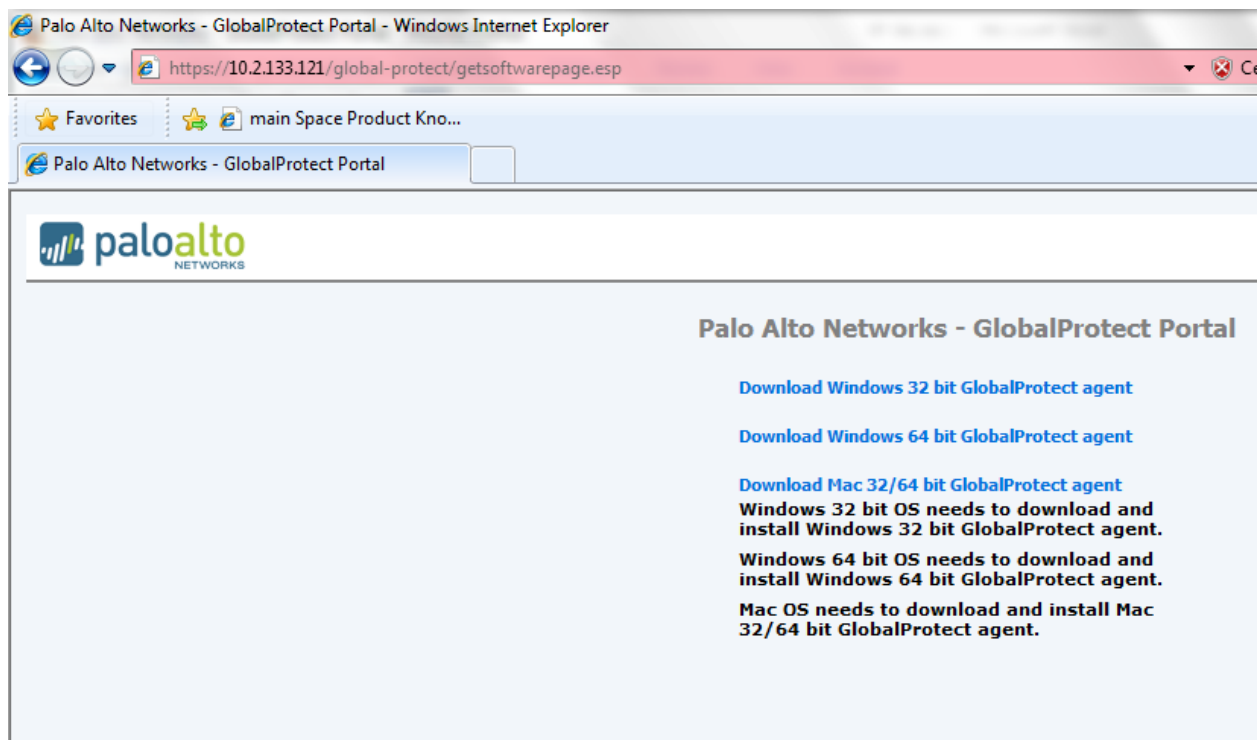 Palo Alto Networks - GlobalProtect Portal - Windows Internet Explorer
https://10.2.133.121/global-protect/getsoftwarepage.esp
Favorites main Space Product Kno...
Palo Alto Networks - GlobalProtect Portal
paloalto
NETWORKS
Palo Alto Networks - GlobalProtect Portal
Download Windows 32 bit GlobalProtect agent
Download Windows 64 bit GlobalProtect agent
Download Mac 32/64 bit GlobalProtect agent
Windows 32 bit OS needs to download and
install Windows 32 bit GlobalProtect agent.
Windows 64 bit OS needs to download and
install Windows 64 bit GlobalProtect agent.
Mac OS needs to download and install Mac
32/64 bit GlobalProtect agent.